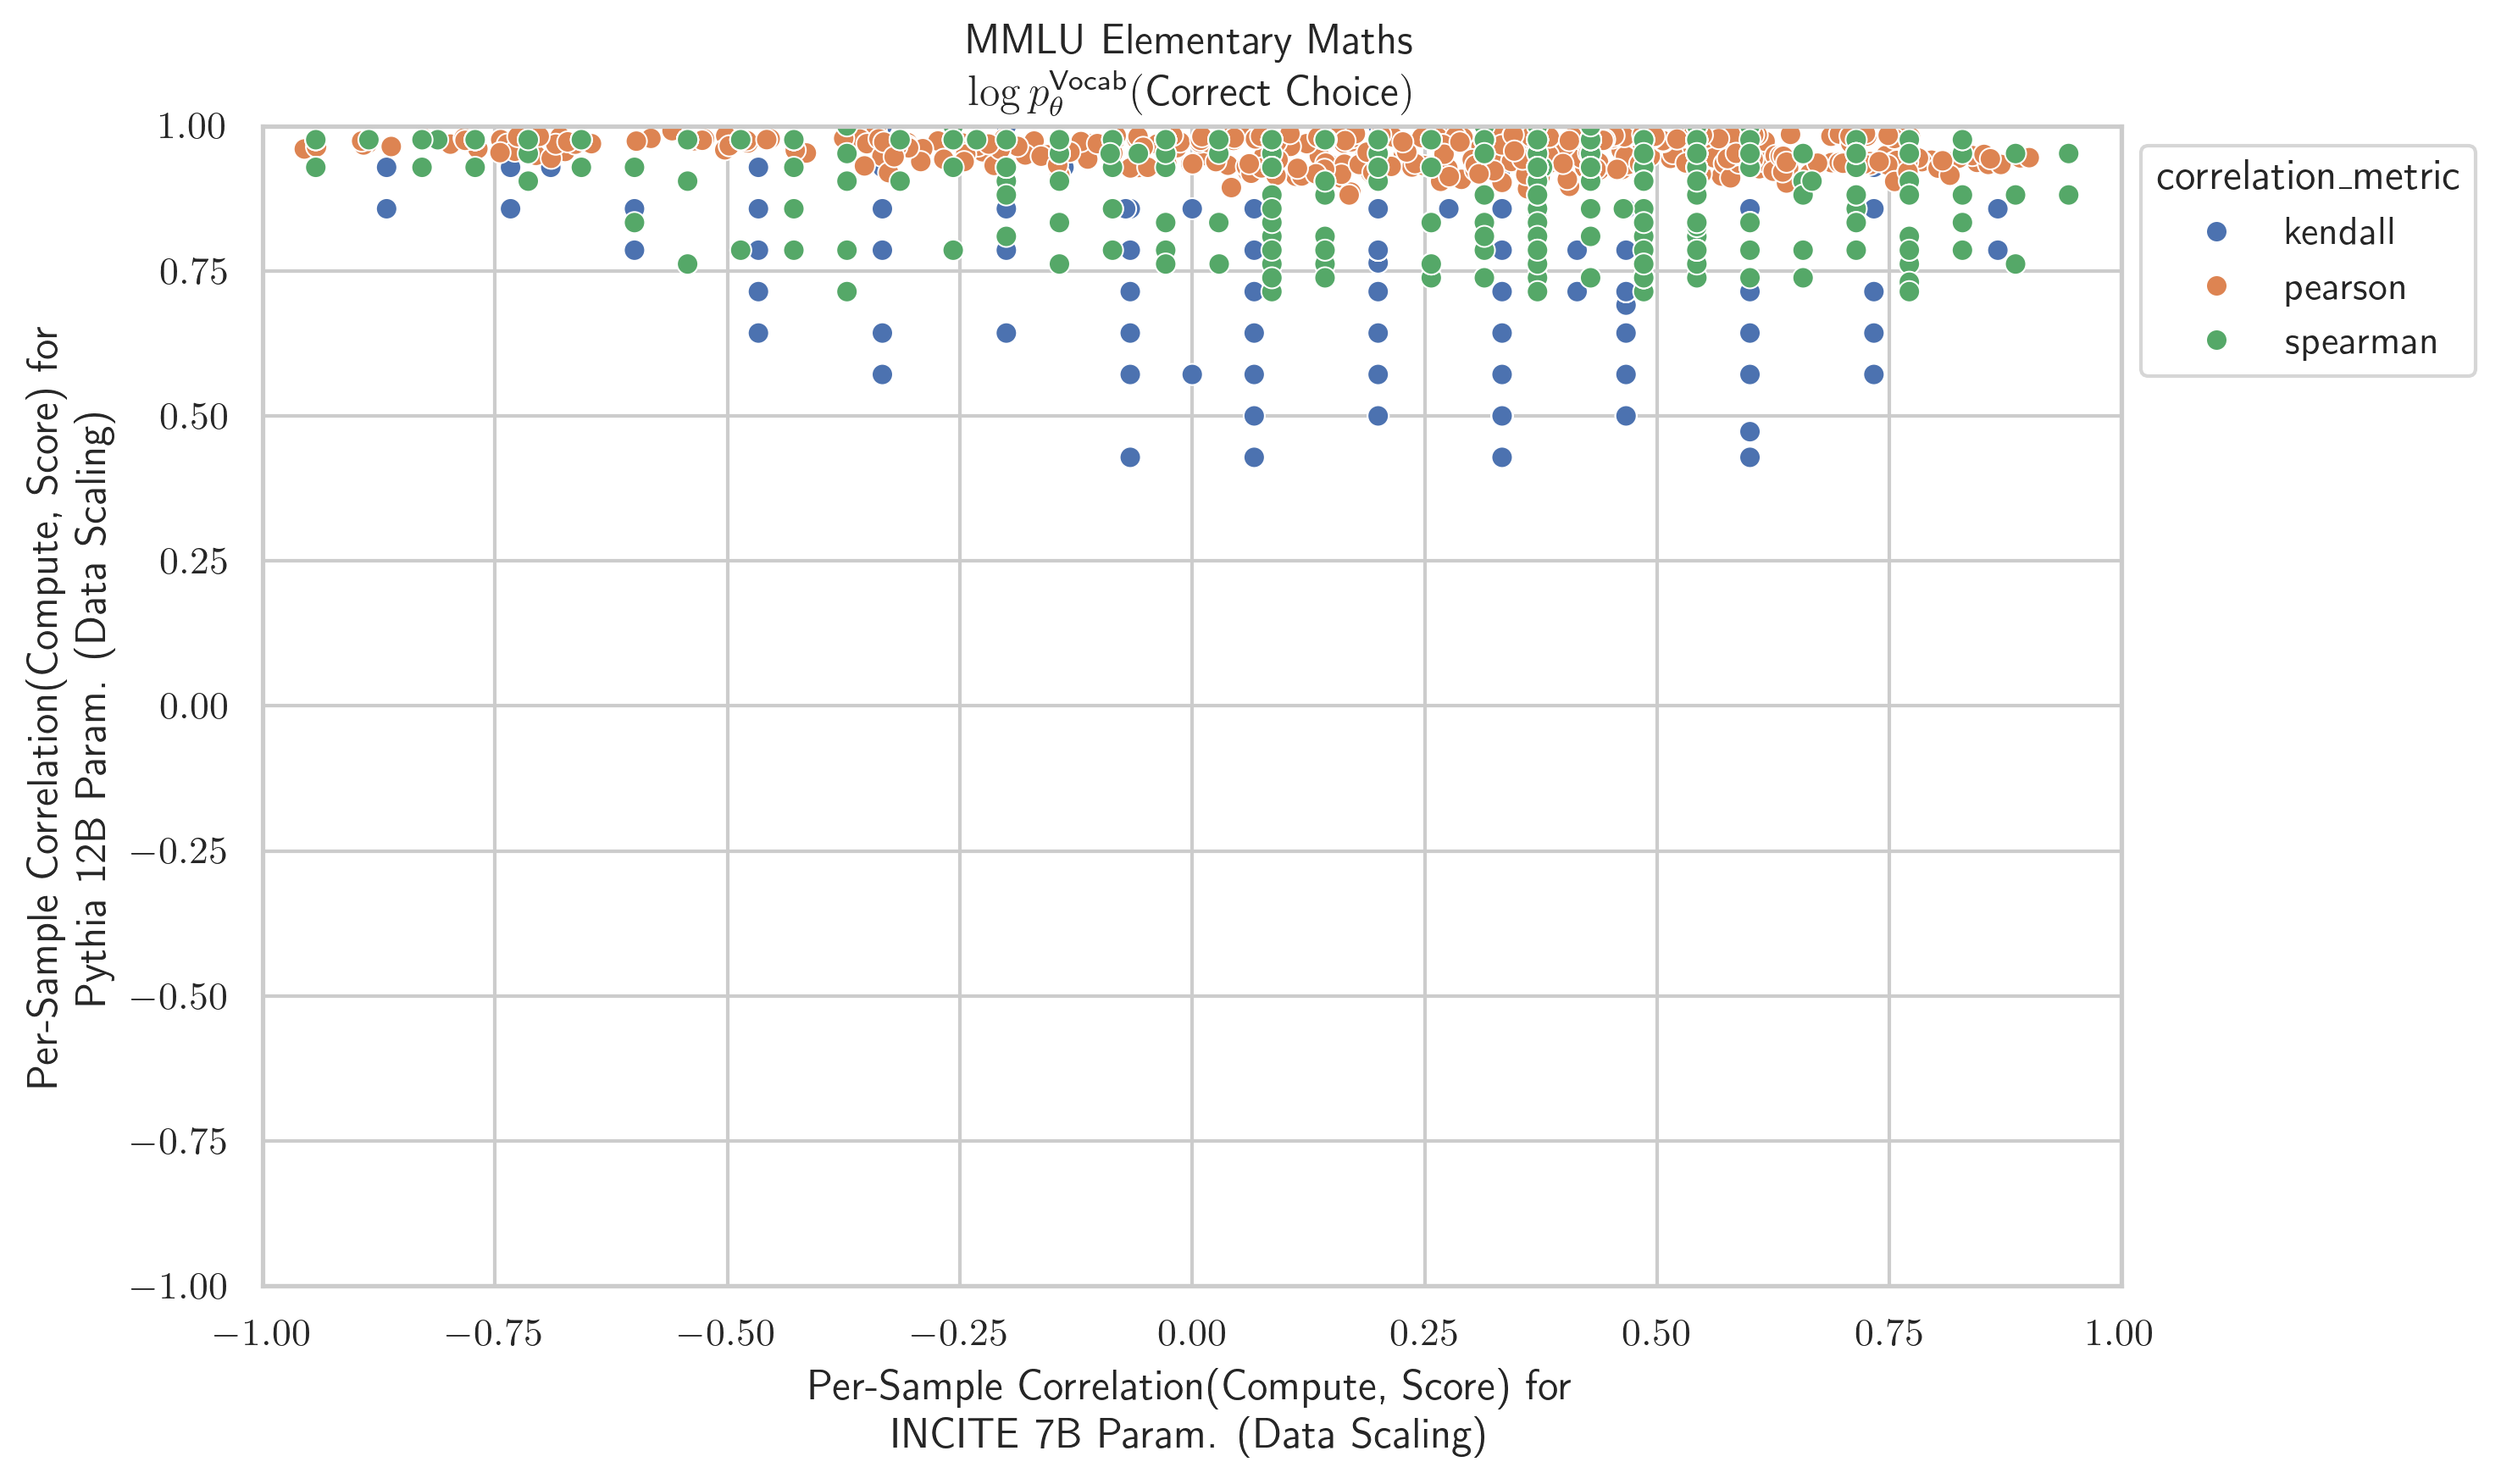 MMLU Elementary Maths
log p_θ^Vocab(Correct Choice)
Per-Sample Correlation(Compute, Score) for
Pythia 12B Param. (Data Scaling)
1.00
0.75
0.50
0.25
0.00
−0.25
−0.50
−0.75
−1.00
−1.00 −0.75 −0.50 −0.25 0.00 0.25 0.50 0.75 1.00
Per-Sample Correlation(Compute, Score) for
INCITE 7B Param. (Data Scaling)
correlation_metric
kendall
pearson
spearman